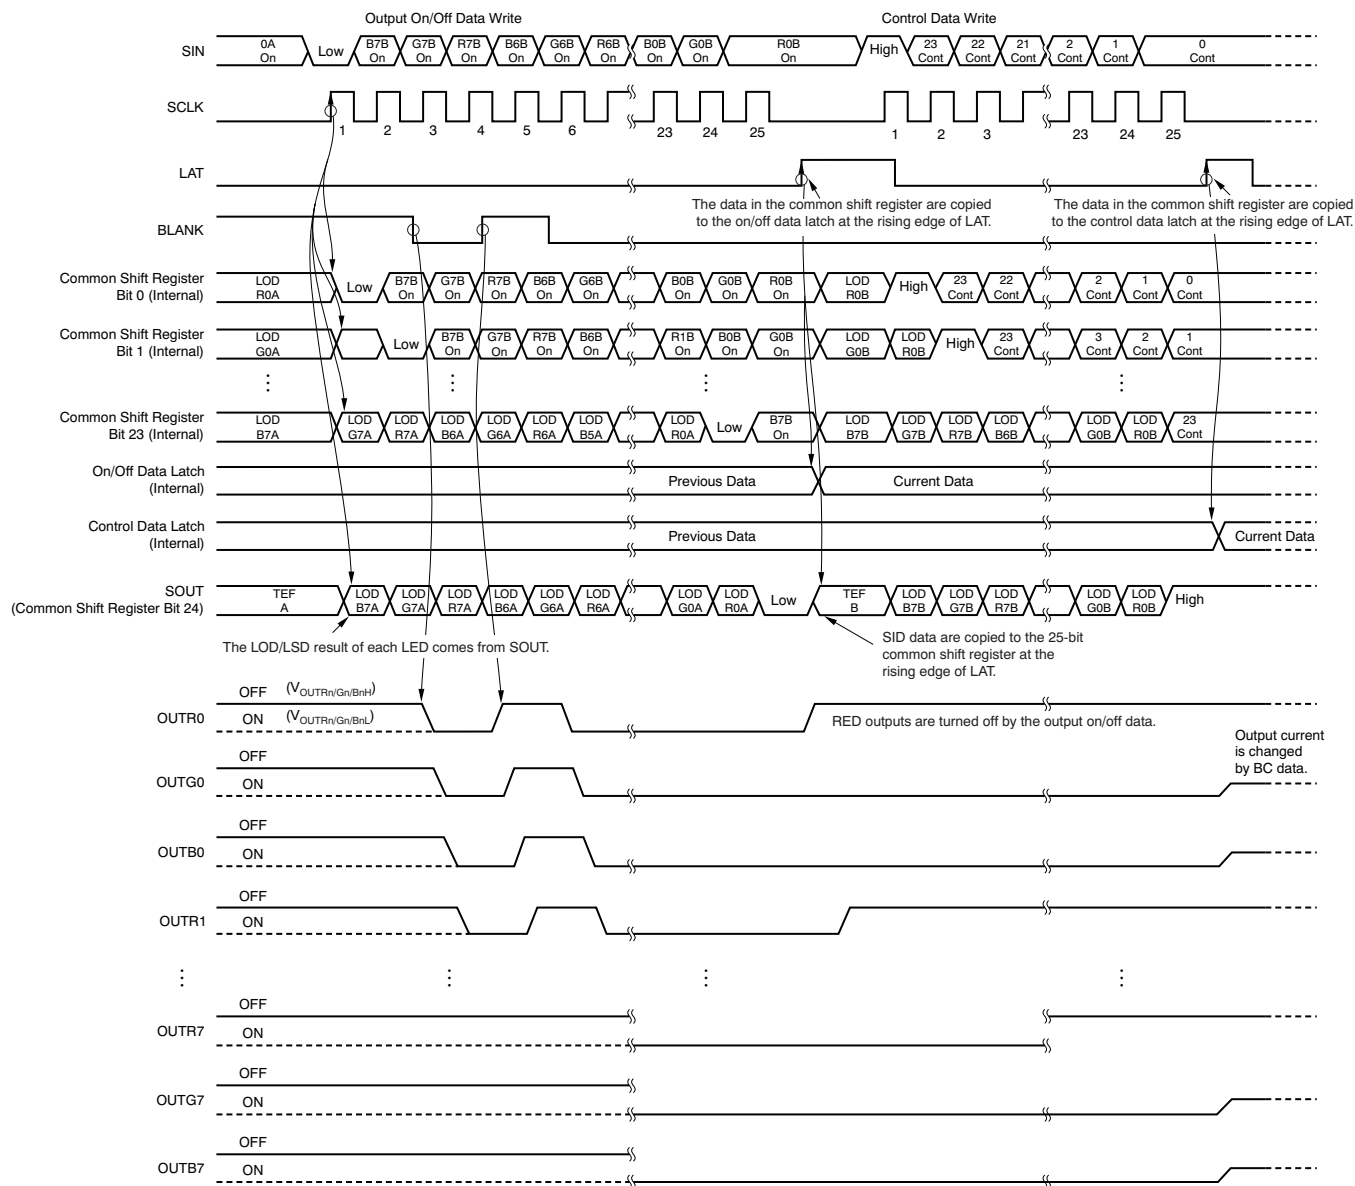 Output On/Off Data Write
Control Data Write
SIN
0A On
Low
B7B On
G7B On
R7B On
B6B On
G6B On
R6B On
B0B On
G0B On
R0B On
High
23 Cont
22 Cont
21 Cont
2 Cont
1 Cont
0 Cont
SCLK
1 2 3 4 5 6 23 24 25 1 2 3 23 24 25
LAT
The data in the common shift register are copied
to the on/off data latch at the rising edge of LAT.
The data in the common shift register are copied
to the control data latch at the rising edge of LAT.
BLANK
Common Shift Register
Bit 0 (Internal)
LOD R0A
Low
B7B On
G7B On
R7B On
B6B On
G6B On
B0B On
G0B On
R0B On
LOD R0B
High
23 Cont
22 Cont
2 Cont
1 Cont
0 Cont
Common Shift Register
Bit 1 (Internal)
LOD G0A
Low
B7B On
G7B On
R7B On
B6B On
R1B On
B0B On
G0B On
LOD G0B
LOD R0B
High
23 Cont
3 Cont
2 Cont
1 Cont
Common Shift Register
Bit 23 (Internal)
LOD B7A
LOD G7A
LOD R7A
LOD B6A
LOD G6A
LOD R6A
LOD B5A
LOD R0A
Low
B7B On
LOD B7B
LOD G7B
LOD R7B
LOD B6B
LOD G0B
LOD R0B
23 Cont
On/Off Data Latch
(Internal)
Previous Data
Current Data
Control Data Latch
(Internal)
Previous Data
Current Data
SOUT
(Common Shift Register Bit 24)
TEF A
LOD B7A
LOD G7A
LOD R7A
LOD B6A
LOD G6A
LOD R6A
LOD G0A
LOD R0A
Low
TEF B
LOD B7B
LOD G7B
LOD R7B
LOD G0B
LOD R0B
High
The LOD/LSD result of each LED comes from SOUT.
SID data are copied to the 25-bit
common shift register at the
rising edge of LAT.
OUTR0
OFF (VOUTRn/Gn/BnH)
ON (VOUTRn/Gn/BnL)
RED outputs are turned off by the output on/off data.
Output current
is changed
by BC data.
OUTG0
OFF
ON
OUTB0
OFF
ON
OUTR1
OFF
ON
OUTR7
OFF
ON
OUTG7
OFF
ON
OUTB7
OFF
ON